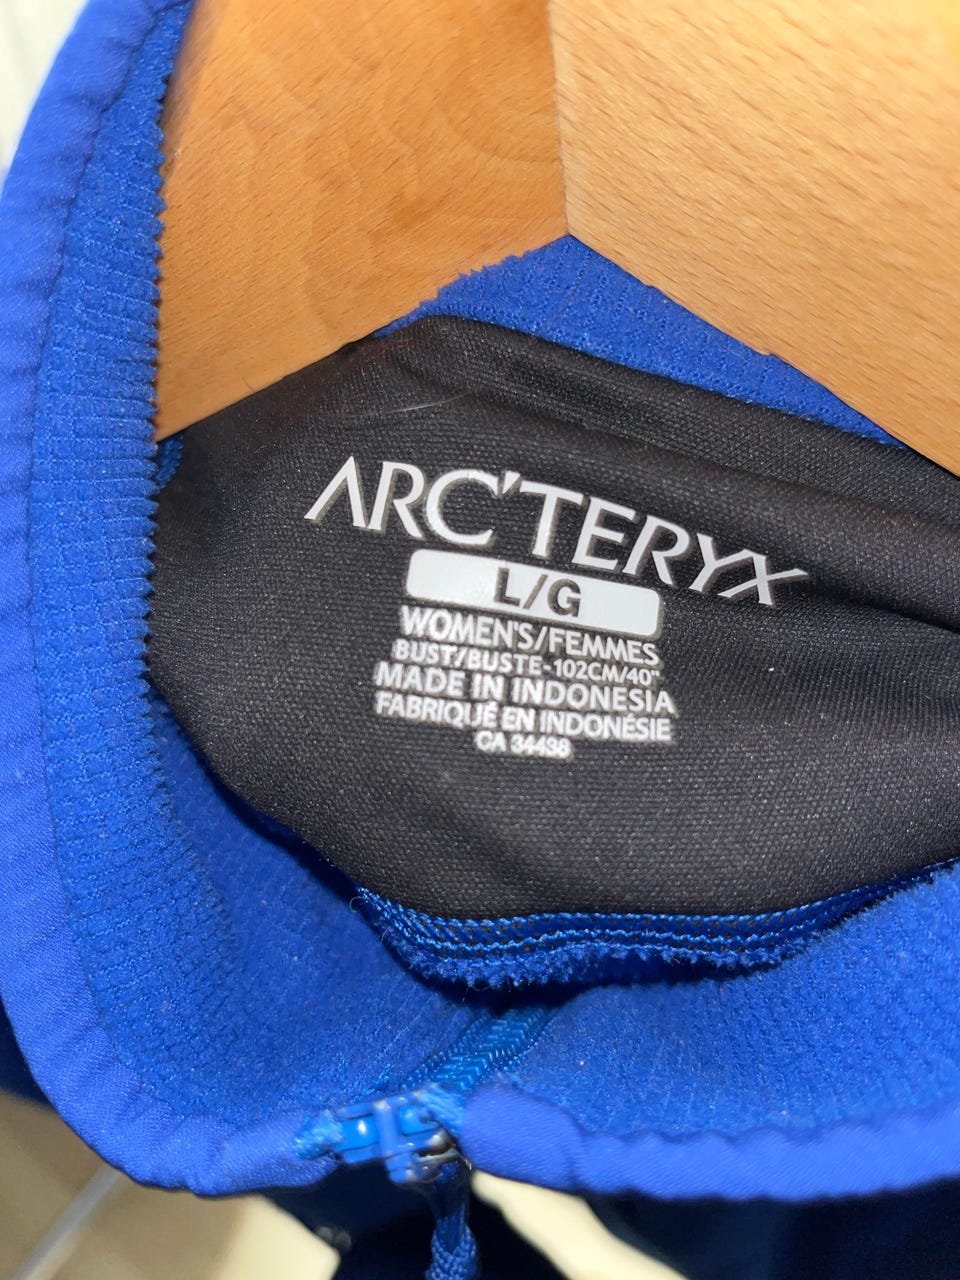 ARC'TERYX
L/G
WOMEN'S/FEMMES
BUST/BUSTE-102CM/40"
MADE IN INDONESIA
FABRIQUÉ EN INDONÉSIE
CA 34438